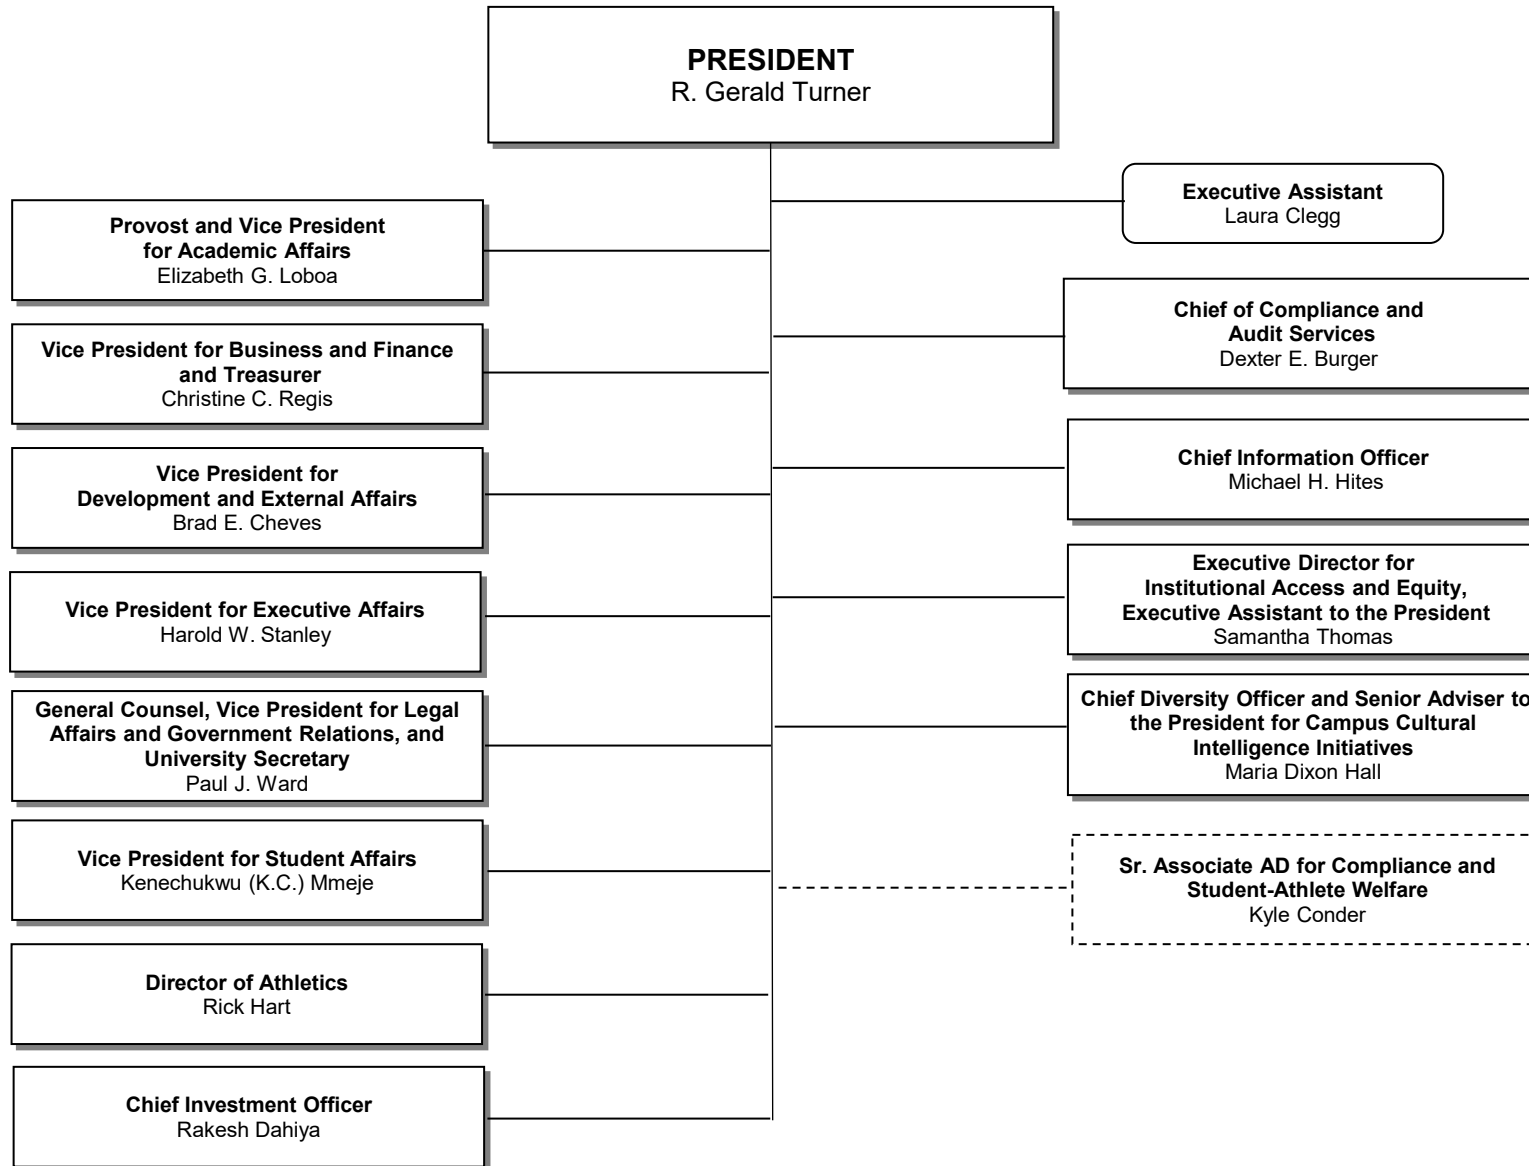 PRESIDENT
R. Gerald Turner
Executive Assistant
Laura Clegg
Provost and Vice President
for Academic Affairs
Elizabeth G. Loboa
Chief of Compliance and
Audit Services
Dexter E. Burger
Vice President for Business and Finance
and Treasurer
Christine C. Regis
Chief Information Officer
Michael H. Hites
Vice President for
Development and External Affairs
Brad E. Cheves
Executive Director for
Institutional Access and Equity,
Executive Assistant to the President
Samantha Thomas
Vice President for Executive Affairs
Harold W. Stanley
Chief Diversity Officer and Senior Adviser to
the President for Campus Cultural
Intelligence Initiatives
Maria Dixon Hall
General Counsel, Vice President for Legal
Affairs and Government Relations, and
University Secretary
Paul J. Ward
Vice President for Student Affairs
Kenechukwu (K.C.) Mmeje
Sr. Associate AD for Compliance and
Student-Athlete Welfare
Kyle Conder
Director of Athletics
Rick Hart
Chief Investment Officer
Rakesh Dahiya